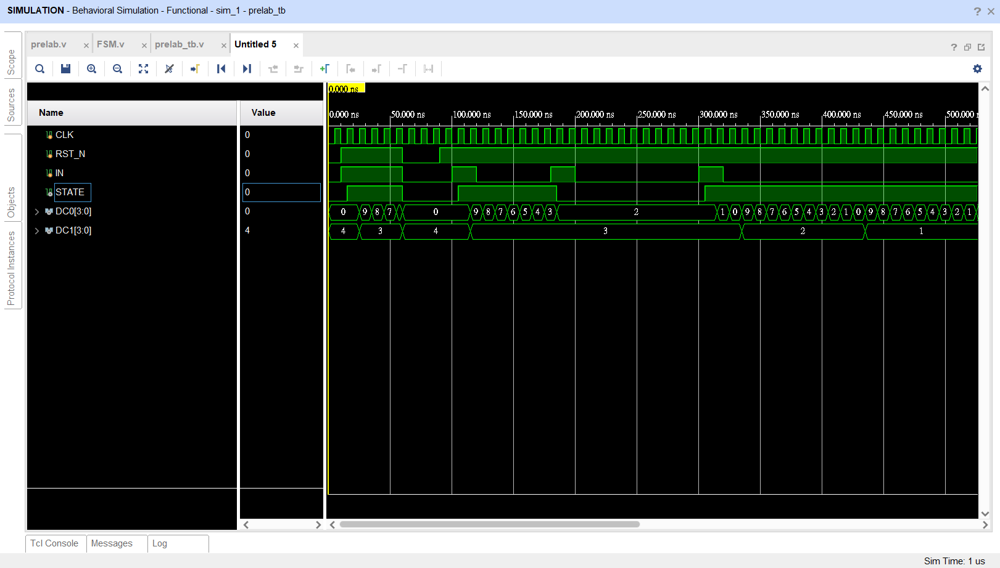 SIMULATION - Behavioral Simulation - Functional - sim_1 - prelab_tb
? ×
Scope
Sources
Objects
Protocol Instances
prelab.v × FSM.v × prelab_tb.v × Untitled 5 ×
?
0.000 ns
Name Value
0.000 ns 50.000 ns 100.000 ns 150.000 ns 200.000 ns 250.000 ns 300.000 ns 350.000 ns 400.000 ns 450.000 ns 500.000 n
CLK 0
RST_N 0
IN 0
STATE 0
DC0[3:0] 0 0 9 8 7 0 9 8 7 6 5 4 3 2 1 0 9 8 7 6 5 4 3 2 1 0 9 8 7 6 5 4 3 2 1
DC1[3:0] 4 4 3 4 3 2 1
Tcl Console Messages Log
Sim Time: 1 us